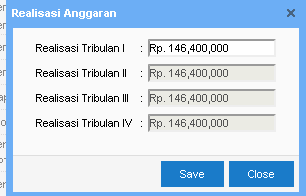 Realisasi Anggaran
Realisasi Tribulan I : Rp. 146,400,000
Realisasi Tribulan II : Rp. 146,400,000
Realisasi Tribulan III : Rp. 146,400,000
Realisasi Tribulan IV : Rp. 146,400,000
Save Close